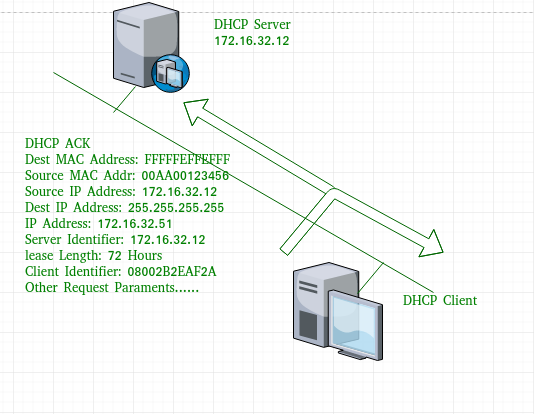 DHCP Server
172.16.32.12
DHCP ACK
Dest MAC Address: FFFFFEFFEFFF
Source MAC Addr: 00AA00123456
Source IP Address: 172.16.32.12
Dest IP Address: 255.255.255.255
IP Address: 172.16.32.51
Server Identifier: 172.16.32.12
lease Length: 72 Hours
Client Identifier: 08002B2EAF2A
Other Request Paraments......
DHCP Client